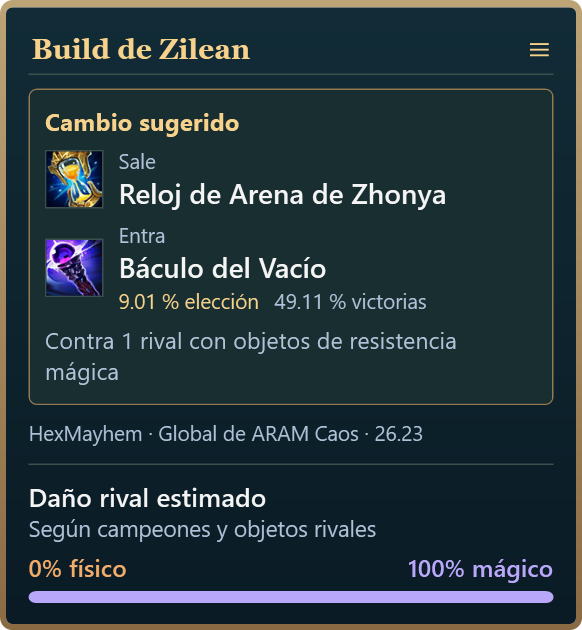 Build de Zilean
Cambio sugerido
Sale
Reloj de Arena de Zhonya
Entra
Báculo del Vacío
9.01 % elección 49.11 % victorias
Contra 1 rival con objetos de resistencia
mágica
HexMayhem · Global de ARAM Caos · 26.23
Daño rival estimado
Según campeones y objetos rivales
0% físico 100% mágico